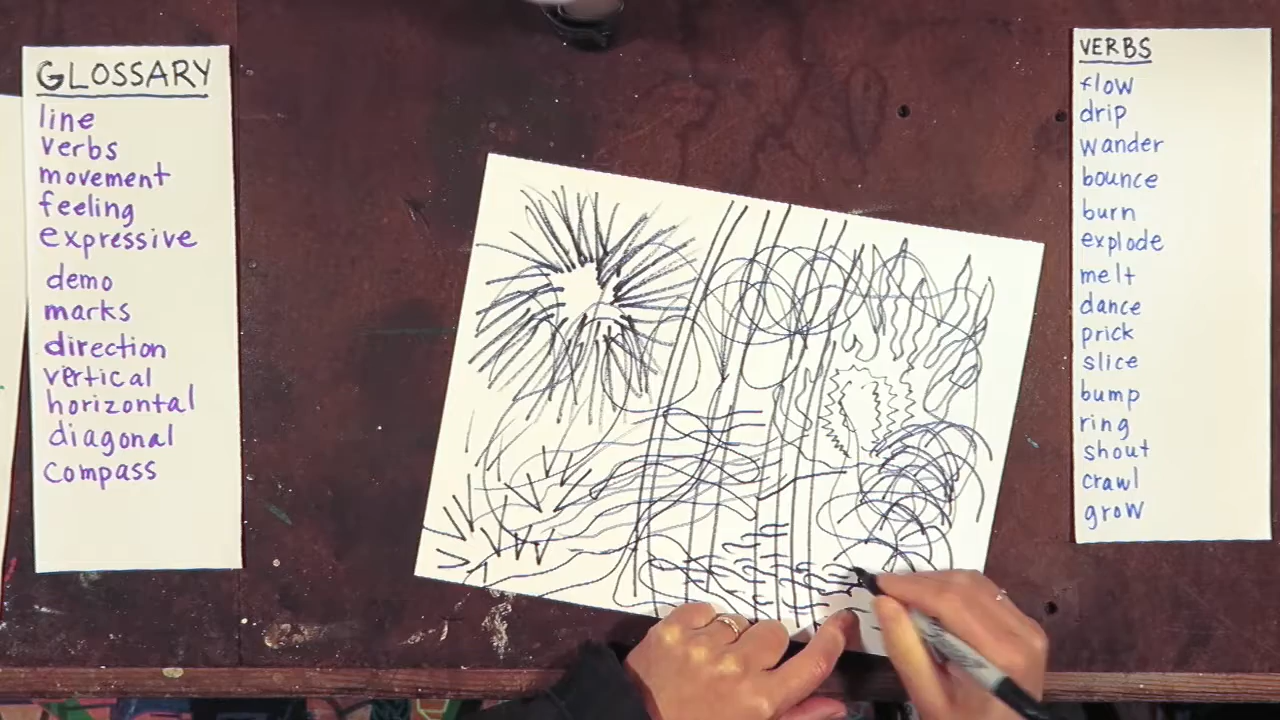 GLOSSARY
line
verbs
movement
feeling
expressive
demo
marks
direction
vertical
horizontal
diagonal
compass
VERBS
flow
drip
wander
bounce
burn
explode
melt
dance
prick
slice
bump
ring
shout
crawl
grow